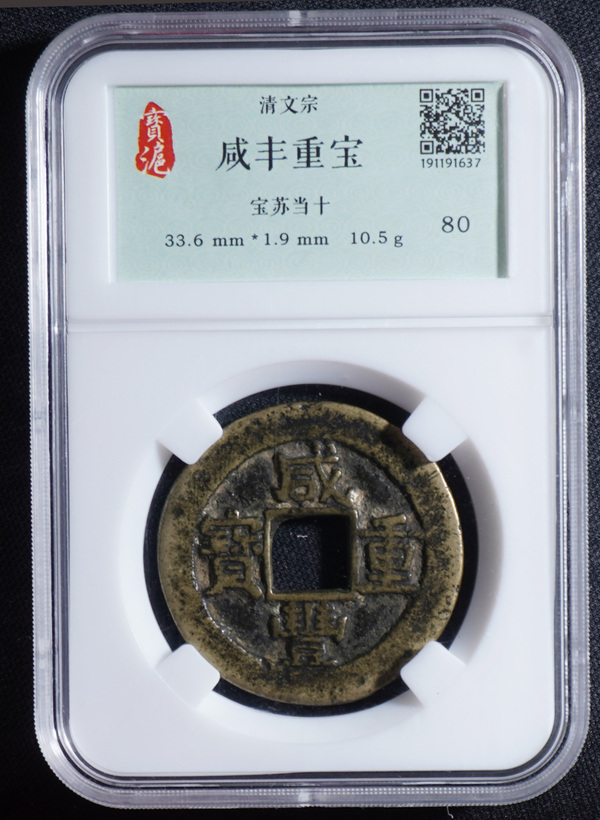 清文宗
寶滬
咸丰重宝
191191637
宝苏当十
33.6 mm * 1.9 mm 10.5 g
80
咸
寶 重
豐